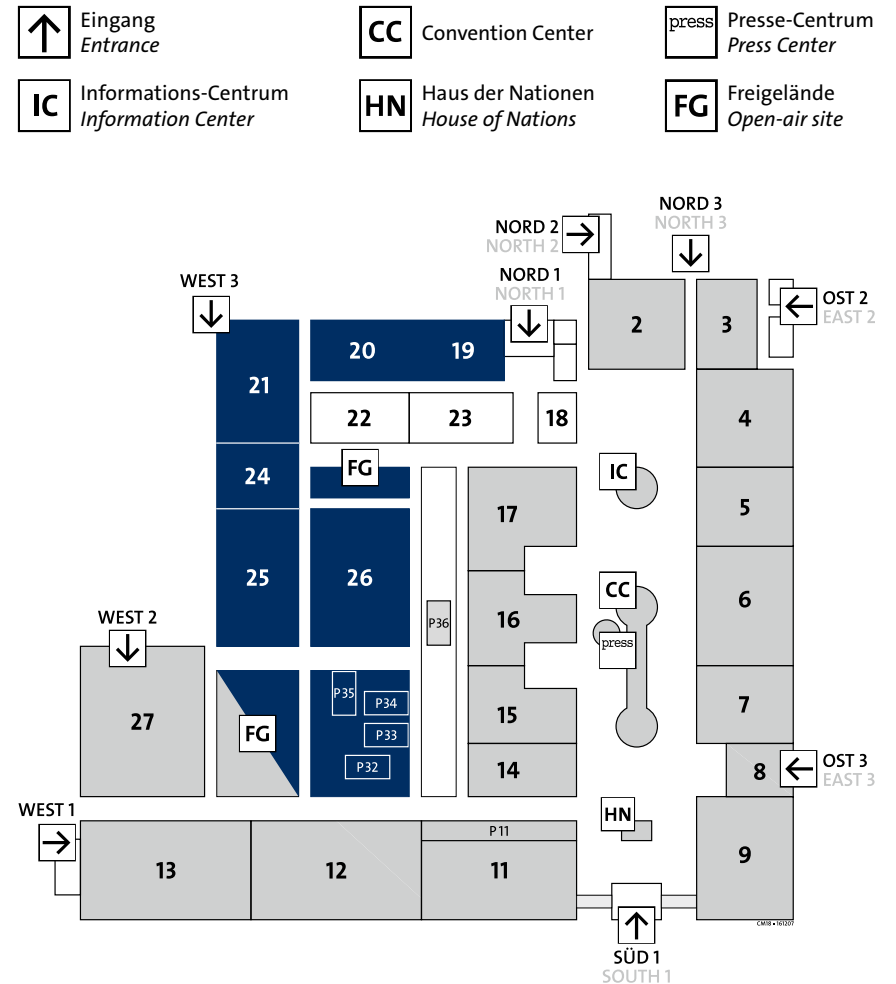 Eingang
Entrance
CC
Convention Center
press
Presse-Centrum
Press Center
IC
Informations-Centrum
Information Center
HN
Haus der Nationen
House of Nations
FG
Freigelände
Open-air site
NORD 3
NORTH 3
NORD 2
NORTH 2
NORD 1
NORTH 1
WEST 3
OST 2
EAST 2
2
3
20
19
21
22
23
18
4
24
FG
IC
17
5
25
26
CC
6
16
P36
press
WEST 2
P35
P34
27
FG
P33
15
7
P32
14
8
OST 3
EAST 3
WEST 1
HN
P11
13
12
11
9
CM18 • 161207
SÜD 1
SOUTH 1